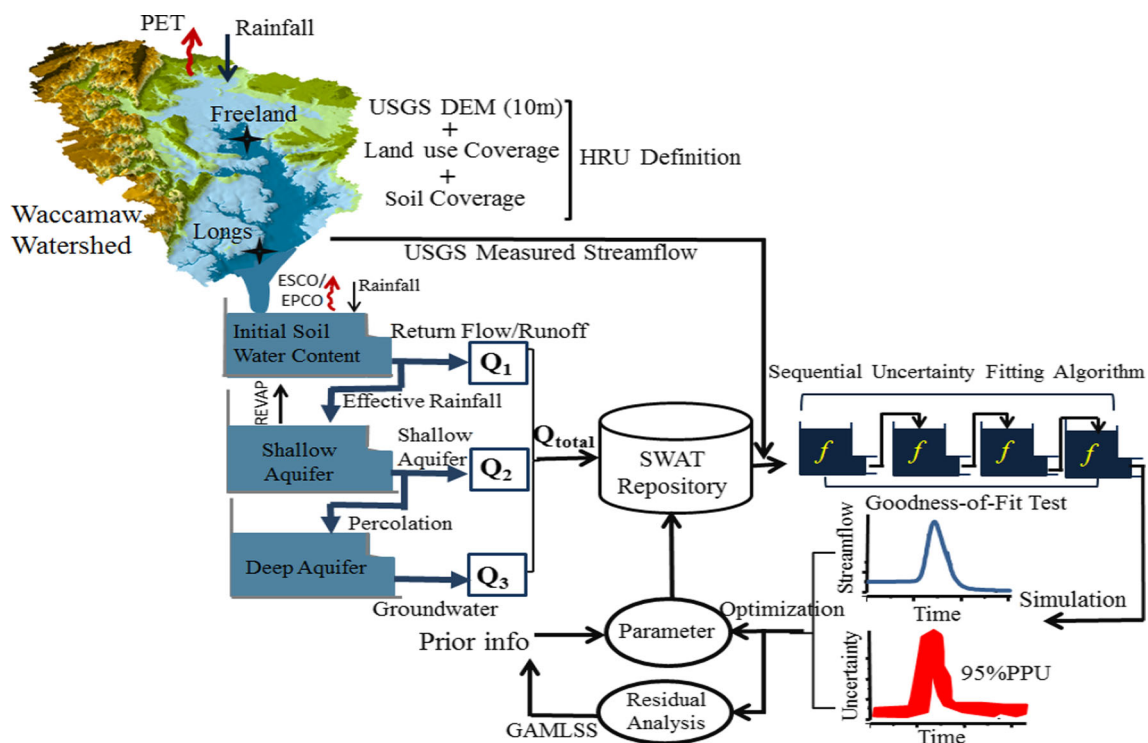 PET
Rainfall
Freeland
Longs
Waccamaw
Watershed
USGS DEM (10m)
+
Land use Coverage
+
Soil Coverage
HRU Definition
USGS Measured Streamflow
ESCO/
EPCO
Rainfall
Initial Soil
Water Content
Return Flow/Runoff
Q1
REVAP
Effective Rainfall
Shallow
Aquifer
Shallow
Aquifer
Q2
Percolation
Deep Aquifer
Q3
Groundwater
Qtotal
SWAT
Repository
Sequential Uncertainty Fitting Algorithm
f
f
f
f
Goodness-of-Fit Test
Streamflow
Time
Simulation
Optimization
Parameter
Prior info
Residual
Analysis
GAMLSS
Uncertainty
95%PPU
Time